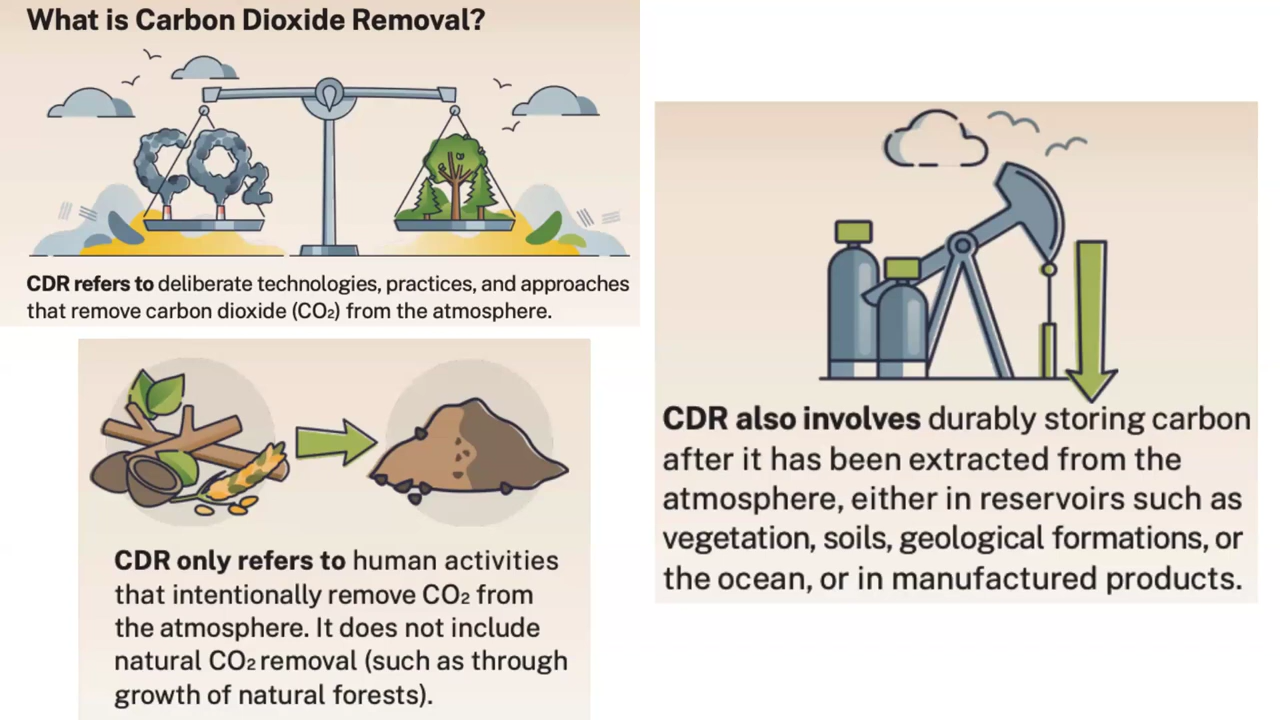 What is Carbon Dioxide Removal?
CO2
CDR refers to deliberate technologies, practices, and approaches
that remove carbon dioxide (CO₂) from the atmosphere.
CDR only refers to human activities
that intentionally remove CO₂ from
the atmosphere. It does not include
natural CO₂ removal (such as through
growth of natural forests).
CDR also involves durably storing carbon
after it has been extracted from the
atmosphere, either in reservoirs such as
vegetation, soils, geological formations, or
the ocean, or in manufactured products.